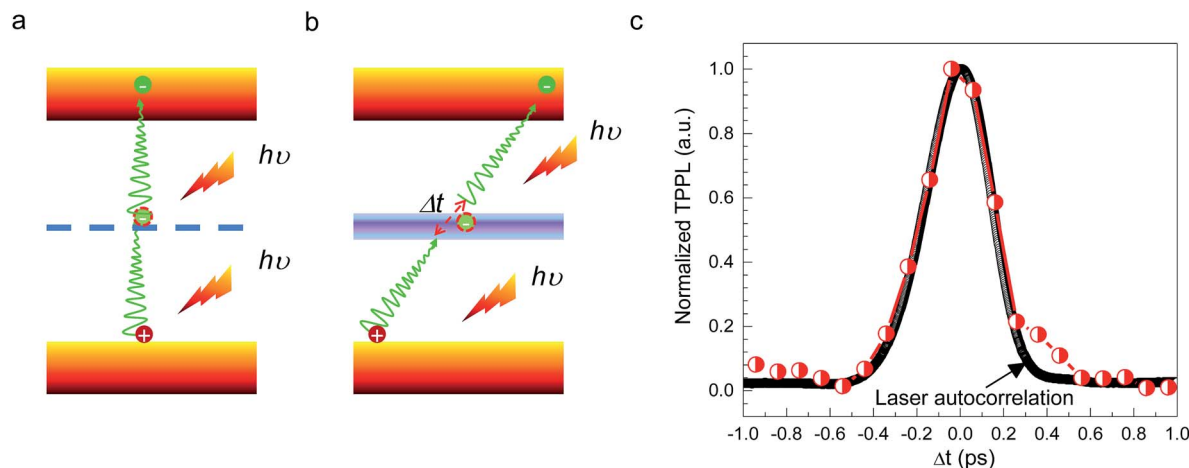 a
b
c
-
hυ
-
hυ
+
-
hυ
Δt
-
hυ
+
Normalized TPPL (a.u.)
1.0
0.8
0.6
0.4
0.2
0.0
Laser autocorrelation
-1.0 -0.8 -0.6 -0.4 -0.2 0.0 0.2 0.4 0.6 0.8 1.0
Δt (ps)